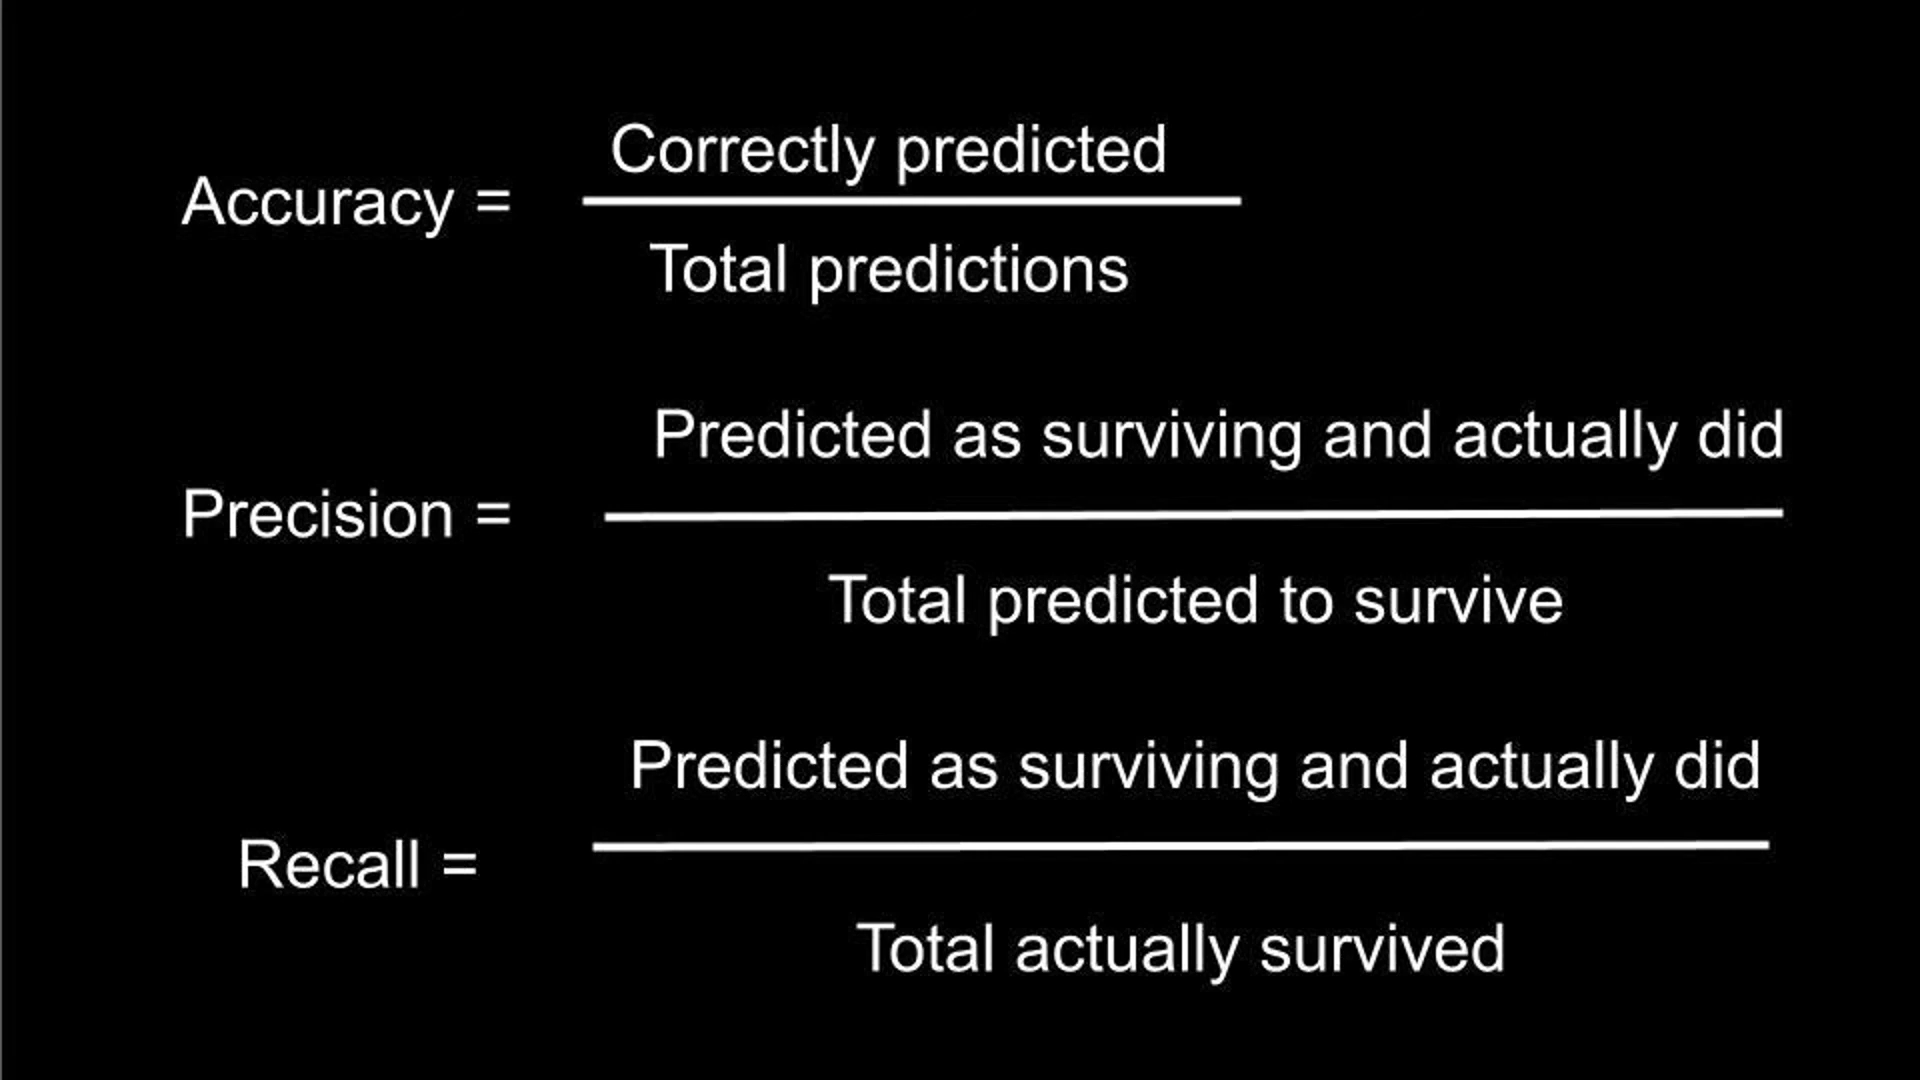 Correctly predicted
Accuracy =
Total predictions
Predicted as surviving and actually did
Precision =
Total predicted to survive
Predicted as surviving and actually did
Recall =
Total actually survived